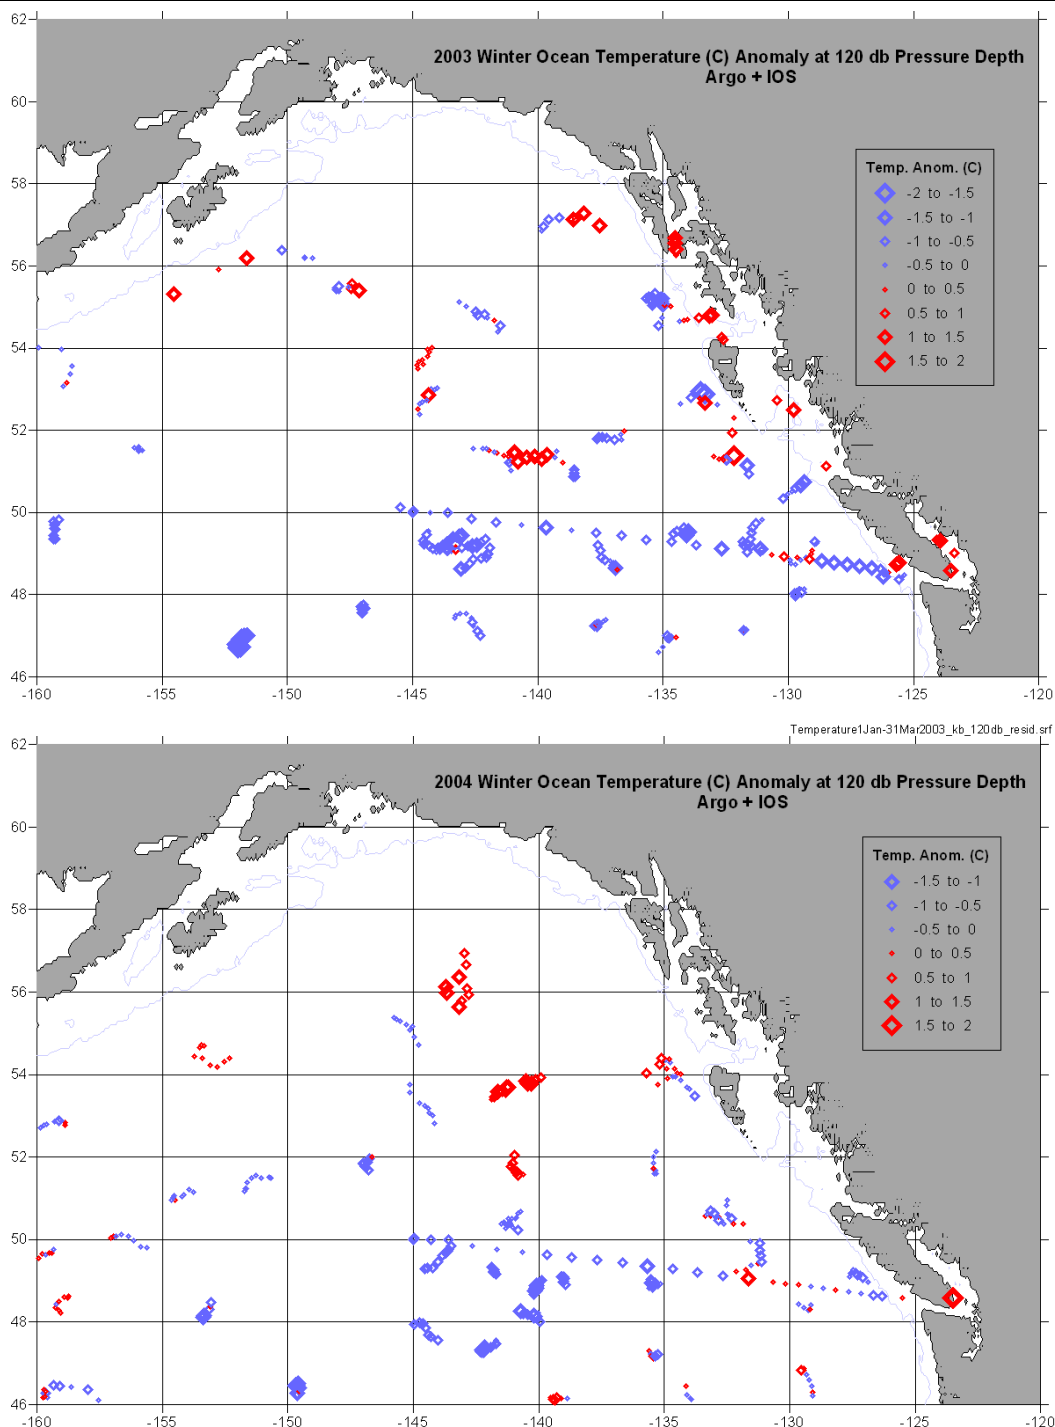 2003 Winter Ocean Temperature (C) Anomaly at 120 db Pressure Depth
Argo + IOS
Temp. Anom. (C)
-2 to -1.5
-1.5 to -1
-1 to -0.5
-0.5 to 0
0 to 0.5
0.5 to 1
1 to 1.5
1.5 to 2
62
60
58
56
54
52
50
48
46
-160 -155 -150 -145 -140 -135 -130 -125 -120
Temperature1Jan-31Mar2003_kb_120db_resid.srf
2004 Winter Ocean Temperature (C) Anomaly at 120 db Pressure Depth
Argo + IOS
Temp. Anom. (C)
-1.5 to -1
-1 to -0.5
-0.5 to 0
0 to 0.5
0.5 to 1
1 to 1.5
1.5 to 2
62
60
58
56
54
52
50
48
46
-160 -155 -150 -145 -140 -135 -130 -125 -120